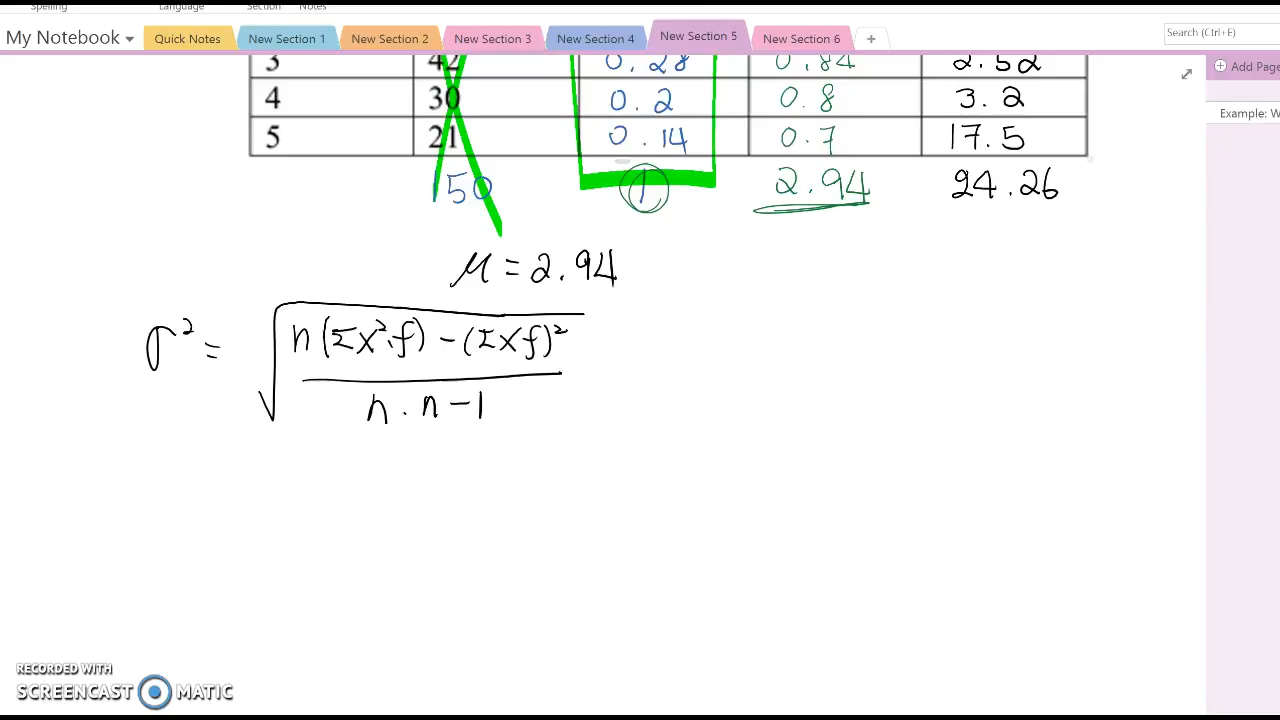 Spelling Language Section Notes
My Notebook Quick Notes New Section 1 New Section 2 New Section 3 New Section 4 New Section 5 New Section 6 + Search (Ctrl+E)
Add Page
3 42 0.28 0.84 2.52
4 30 0.2 0.8 3.2
Example: W
5 21 0.14 0.7 17.5
150 1 2.94 24.26
μ = 2.94
σ² = √ n(Σx²·f) - (Σxf)²
n · n - 1
RECORDED WITH
SCREENCAST MATIC